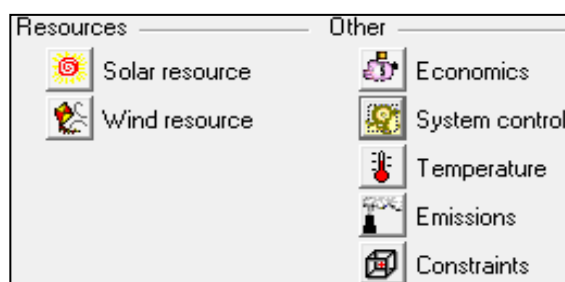 Resources
Solar resource
Wind resource
Other
Economics
System control
Temperature
Emissions
Constraints